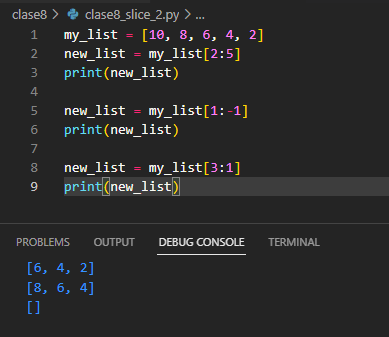 clase8 > clase8_slice_2.py > ...
1 my_list = [10, 8, 6, 4, 2]
2 new_list = my_list[2:5]
3 print(new_list)
4
5 new_list = my_list[1:-1]
6 print(new_list)
7
8 new_list = my_list[3:1]
9 print(new_list)
PROBLEMS OUTPUT DEBUG CONSOLE TERMINAL
[6, 4, 2]
[8, 6, 4]
[]